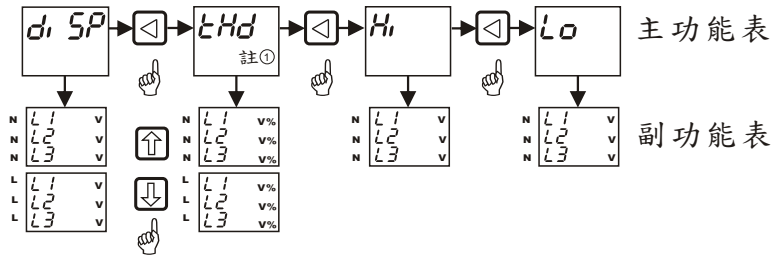 di SP tHd Hi Lo 主功能表
註①
N L1 V N L1 V% N L1 V N L1 V
N L2 V N L2 V% N L2 V N L2 V 副功能表
N L3 V N L3 V% N L3 V N L3 V
L L1 V L L1 V%
L L2 V L L2 V%
L L3 V L L3 V%